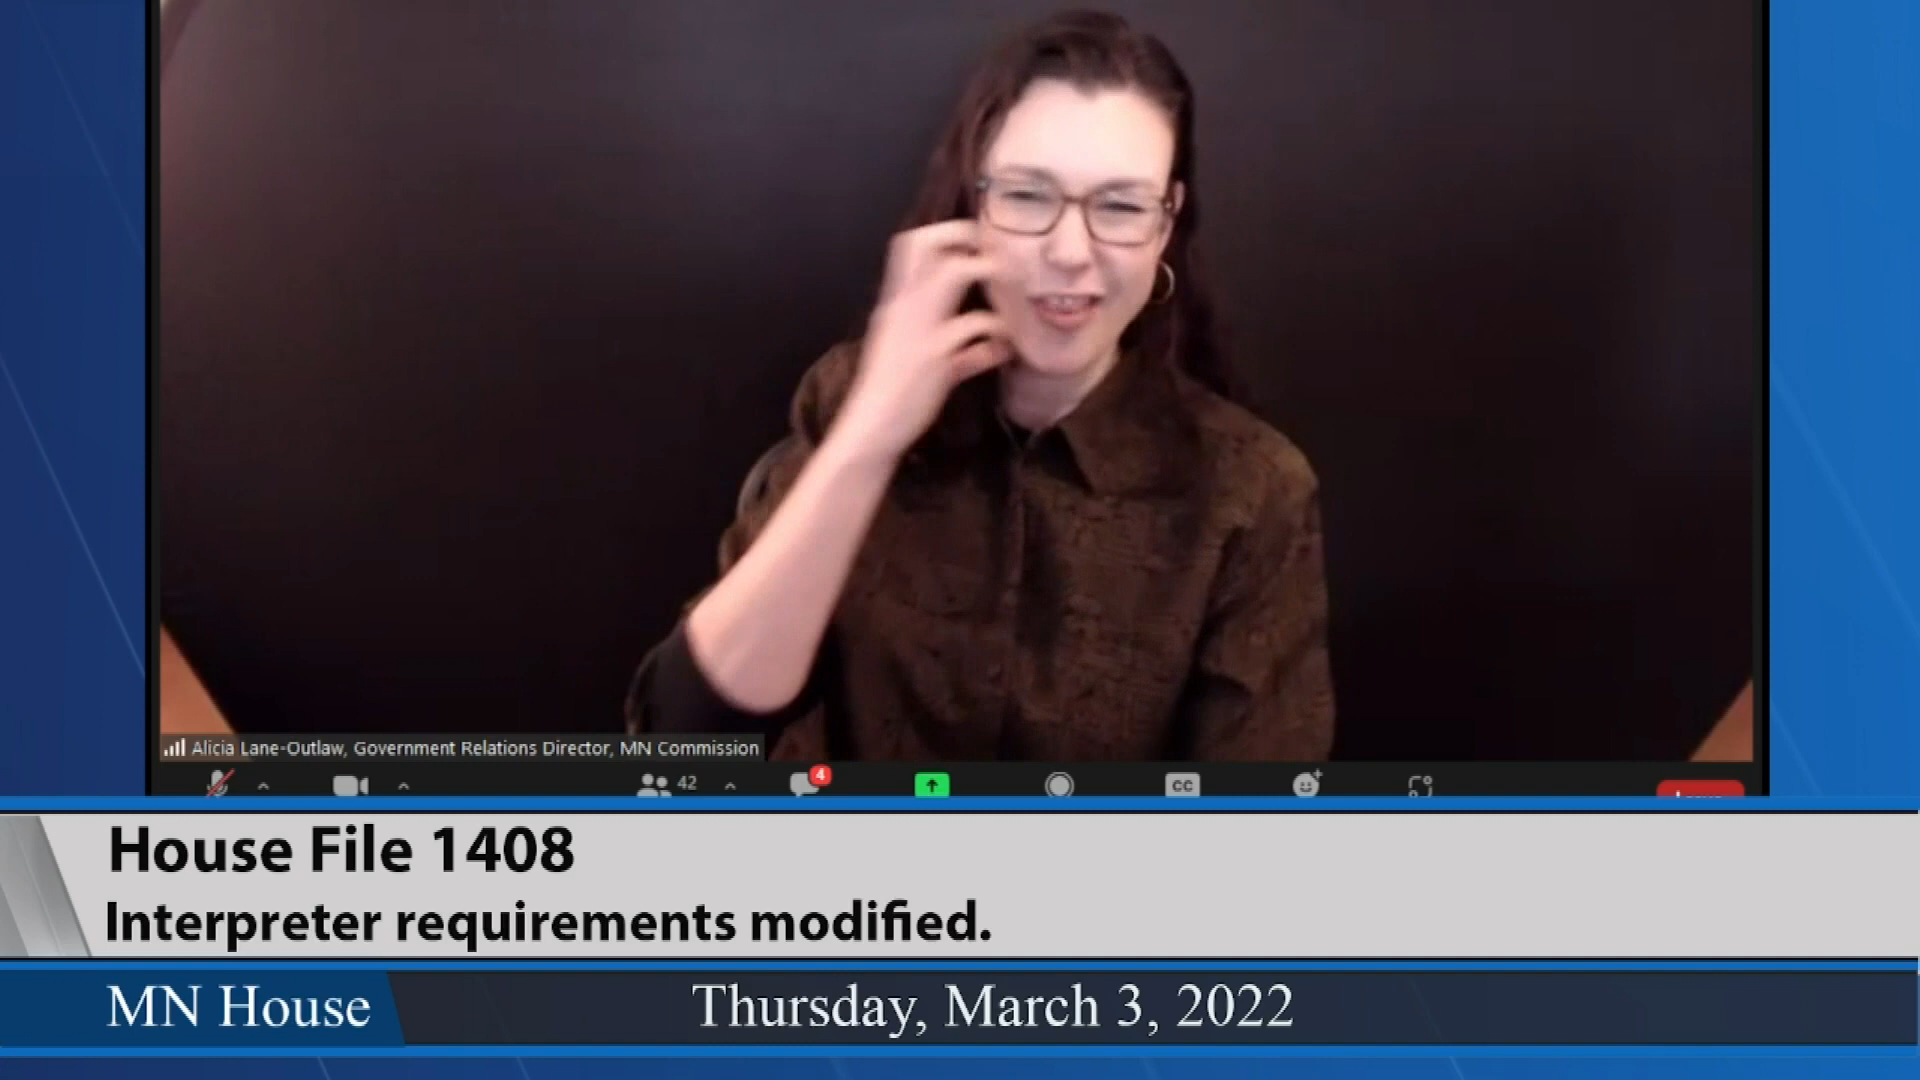 Alicia Lane-Outlaw, Government Relations Director, MN Commission
42
4
CC
House File 1408
Interpreter requirements modified.
MN House
Thursday, March 3, 2022